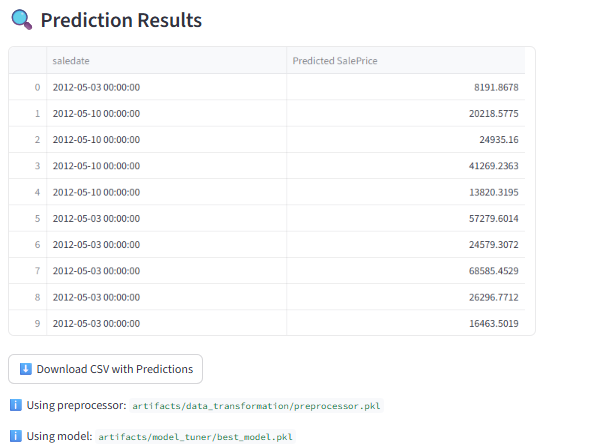 Prediction Results
saledate Predicted SalePrice
0 2012-05-03 00:00:00 8191.8678
1 2012-05-10 00:00:00 20218.5775
2 2012-05-10 00:00:00 24935.16
3 2012-05-10 00:00:00 41269.2363
4 2012-05-10 00:00:00 13820.3195
5 2012-05-03 00:00:00 57279.6014
6 2012-05-03 00:00:00 24579.3072
7 2012-05-03 00:00:00 68585.4529
8 2012-05-03 00:00:00 26296.7712
9 2012-05-03 00:00:00 16463.5019
Download CSV with Predictions
Using preprocessor: artifacts/data_transformation/preprocessor.pkl
Using model: artifacts/model_tuner/best_model.pkl